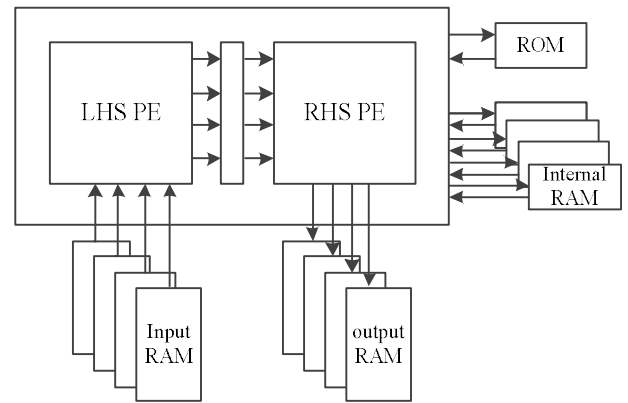 LHS PE
RHS PE
ROM
Internal
RAM
Input
RAM
output
RAM